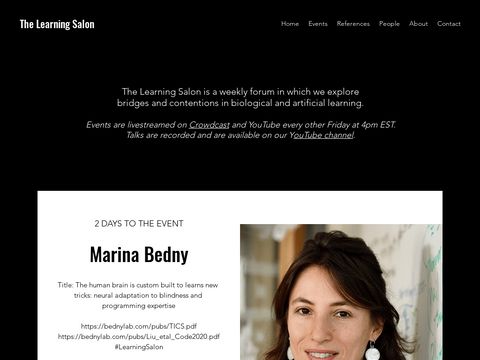 The Learning Salon
Home Events References People About Contact
The Learning Salon is a weekly forum in which we explore
bridges and contentions in biological and artificial learning.
Events are livestreamed on Crowdcast and YouTube every other Friday at 4pm EST.
Talks are recorded and are available on our YouTube channel.
2 DAYS TO THE EVENT
Marina Bedny
Title: The human brain is custom built to learns new
tricks: neural adaptation to blindness and
programming expertise
https://bednylab.com/pubs/TICS.pdf
https://bednylab.com/pubs/Liu_etal_Code2020.pdf
#LearningSalon